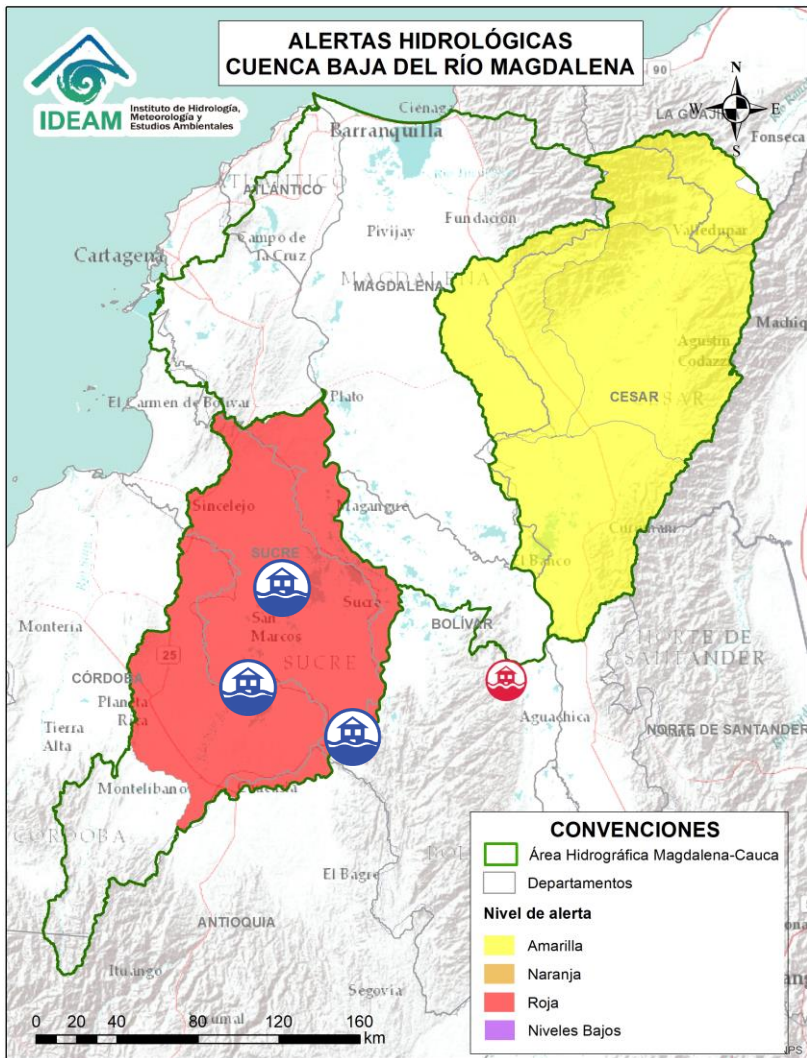 ALERTAS HIDROLÓGICAS
CUENCA BAJA DEL RÍO MAGDALENA
IDEAM
Instituto de Hidrología,
Meteorología y
Estudios Ambientales
90
N
W
E
S
Ciénaga
LA GUAJIRA
Barranquilla
Fonseca
ATLÁNTICO
ATLÁNTICO
Fundación
Pivijay
Valledupar
Campo de
la Cruz
Cartagena
MAGDALENA
MAGDALENA
Agustín
Codazzi
CESAR
Plato
El Carmen de Bolívar
Sincelejo
Magangué
Curumaní
El Banco
SUCRE
Sucre
San
Marcos
BOLÍVAR
Montería
25
SUCRE
NORTE DE
SANTANDER
CÓRDOBA
Planeta
Rica
Aguachica
Tierra
Alta
NORTE DE SANTANDER
Montelíbano
CÓRDOBA
El Bagre
ANTIOQUIA
Ituango
Segovia
0 20 40 80 120 160
km
CONVENCIONES
Área Hidrográfica Magdalena-Cauca
Departamentos
Nivel de alerta
Amarilla
Naranja
Roja
Niveles Bajos